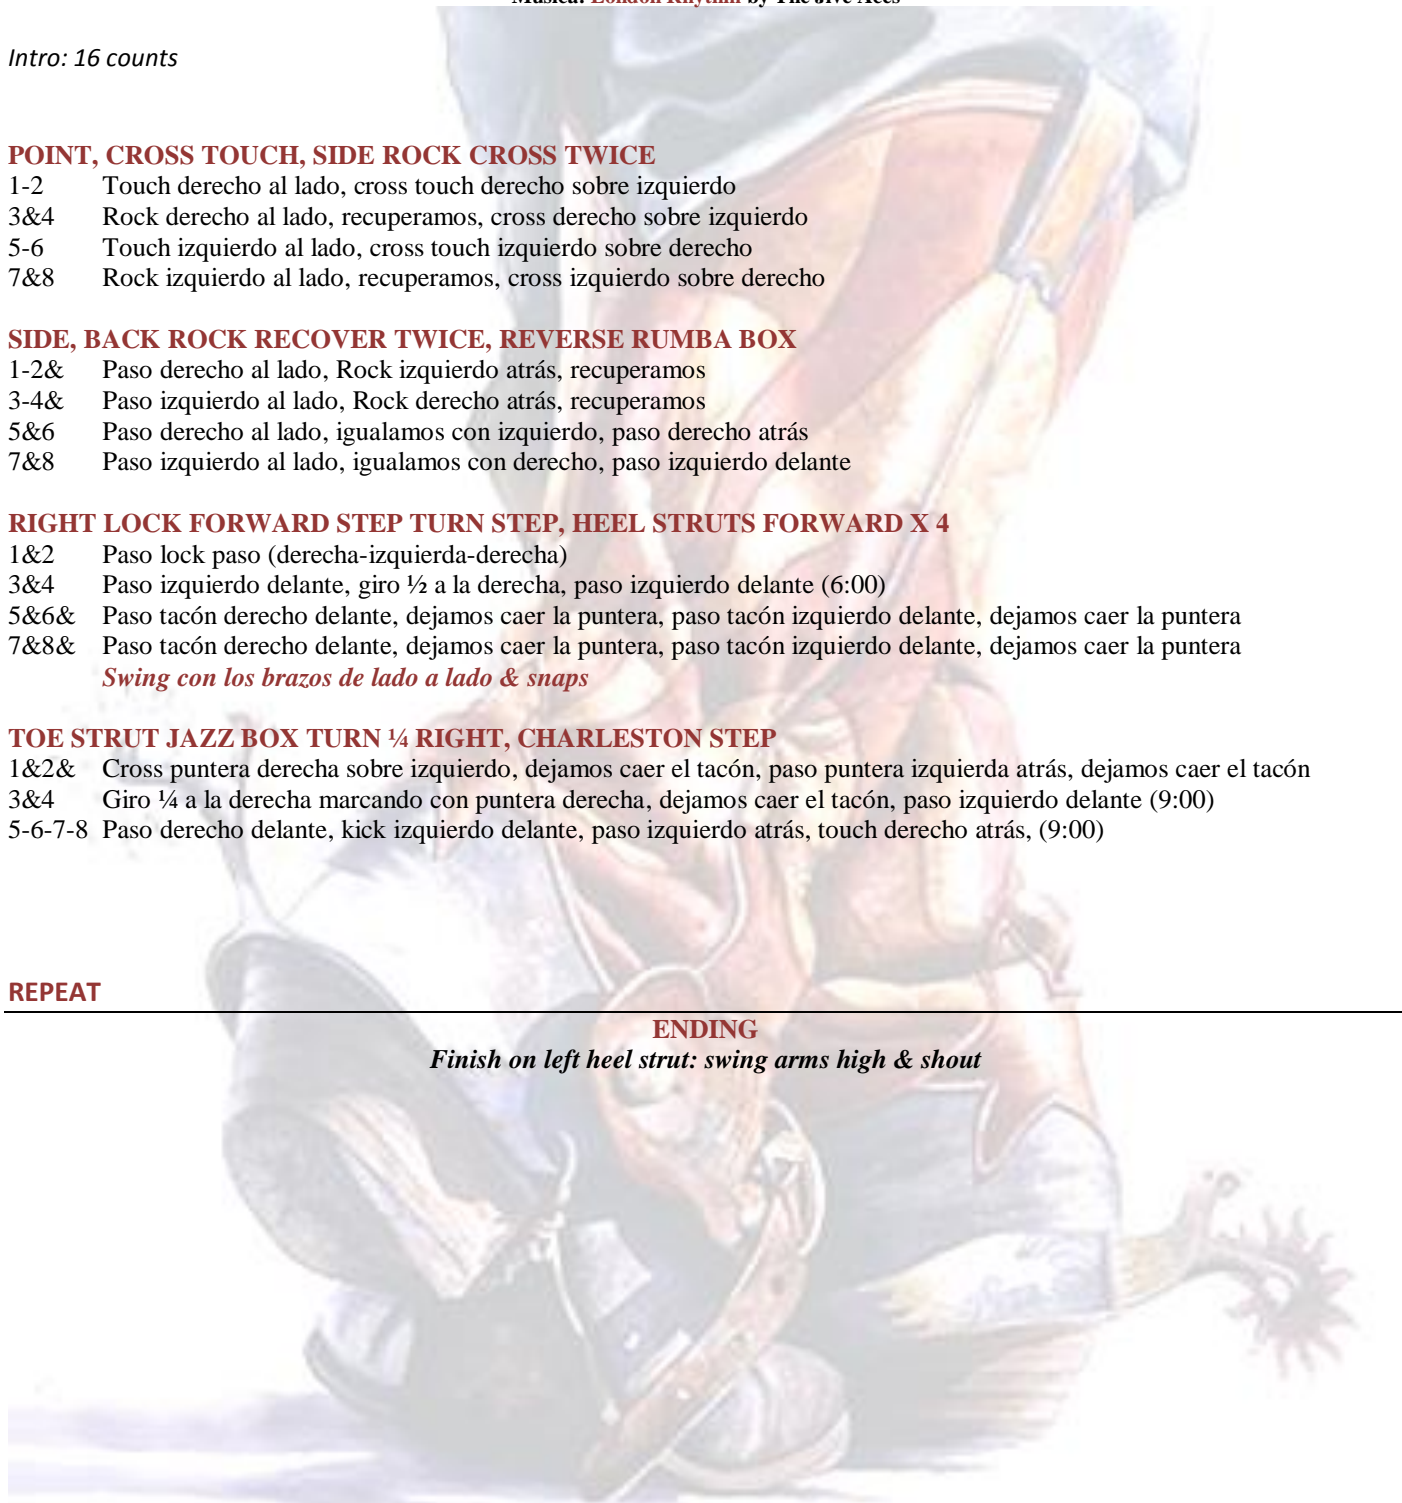 Música: London Rhythm by The Jive Aces
Intro: 16 counts
POINT, CROSS TOUCH, SIDE ROCK CROSS TWICE
1-2 Touch derecho al lado, cross touch derecho sobre izquierdo
3&4 Rock derecho al lado, recuperamos, cross derecho sobre izquierdo
5-6 Touch izquierdo al lado, cross touch izquierdo sobre derecho
7&8 Rock izquierdo al lado, recuperamos, cross izquierdo sobre derecho
SIDE, BACK ROCK RECOVER TWICE, REVERSE RUMBA BOX
1-2& Paso derecho al lado, Rock izquierdo atrás, recuperamos
3-4& Paso izquierdo al lado, Rock derecho atrás, recuperamos
5&6 Paso derecho al lado, igualamos con izquierdo, paso derecho atrás
7&8 Paso izquierdo al lado, igualamos con derecho, paso izquierdo delante
RIGHT LOCK FORWARD STEP TURN STEP, HEEL STRUTS FORWARD X 4
1&2 Paso lock paso (derecha-izquierda-derecha)
3&4 Paso izquierdo delante, giro ½ a la derecha, paso izquierdo delante (6:00)
5&6& Paso tacón derecho delante, dejamos caer la puntera, paso tacón izquierdo delante, dejamos caer la puntera
7&8& Paso tacón derecho delante, dejamos caer la puntera, paso tacón izquierdo delante, dejamos caer la puntera
Swing con los brazos de lado a lado & snaps
TOE STRUT JAZZ BOX TURN ¼ RIGHT, CHARLESTON STEP
1&2& Cross puntera derecha sobre izquierdo, dejamos caer el tacón, paso puntera izquierda atrás, dejamos caer el tacón
3&4 Giro ¼ a la derecha marcando con puntera derecha, dejamos caer el tacón, paso izquierdo delante (9:00)
5-6-7-8 Paso derecho delante, kick izquierdo delante, paso izquierdo atrás, touch derecho atrás, (9:00)
REPEAT
ENDING
Finish on left heel strut: swing arms high & shout